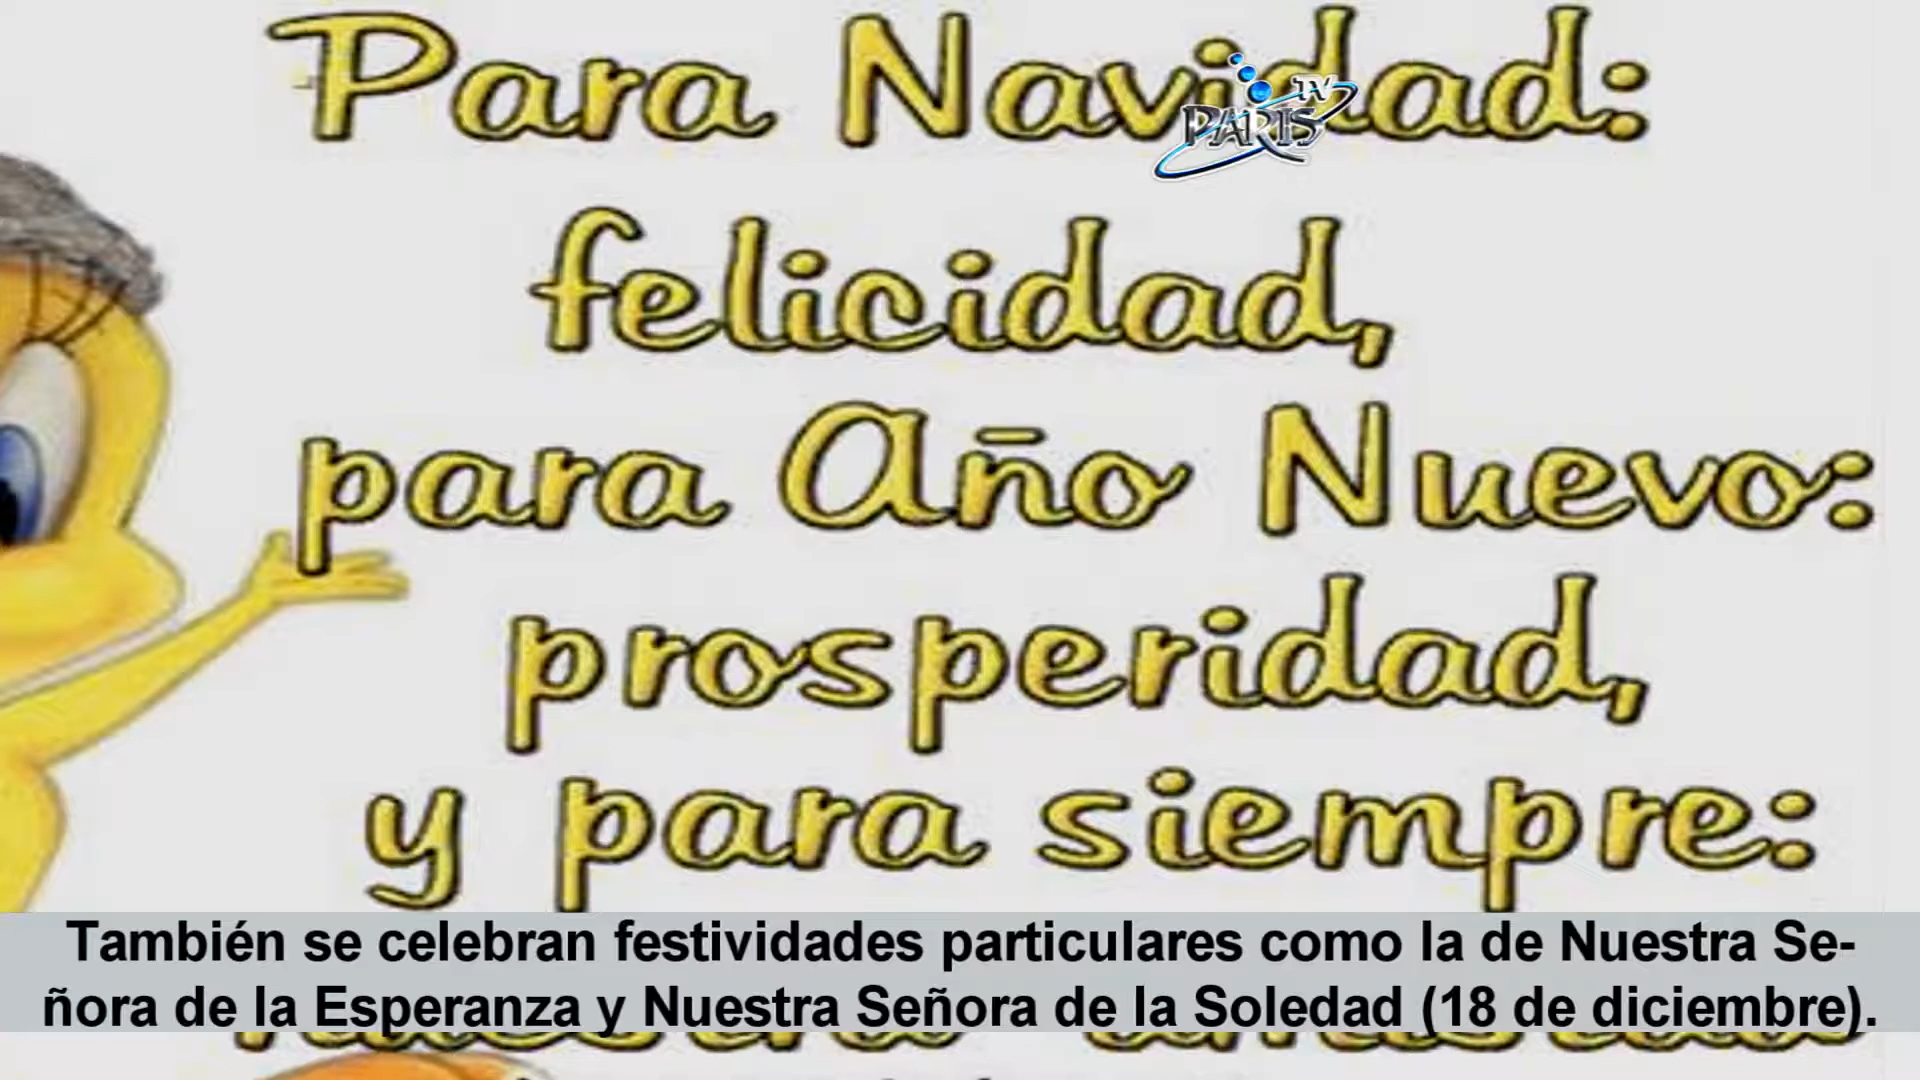 Para Navidad:
PARIS TV
felicidad,
para Año Nuevo:
prosperidad,
y para siempre:
También se celebran festividades particulares como la de Nuestra Se-
ñora de la Esperanza y Nuestra Señora de la Soledad (18 de diciembre).